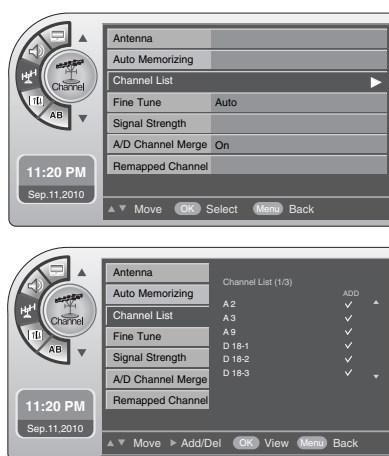 Antenna
Auto Memorizing
Channel List
Fine Tune Auto
Signal Strength
A/D Channel Merge On
Remapped Channel
Channel
AB
11:20 PM
Sep.11,2010
Move OK Select Menu Back
Antenna
Auto Memorizing
Channel List
Fine Tune
Signal Strength
A/D Channel Merge
Remapped Channel
Channel List (1/3)
ADD
A 2
A 3
A 9
D 18-1
D 18-2
D 18-3
Channel
AB
11:20 PM
Sep.11,2010
Move Add/Del OK View Menu Back